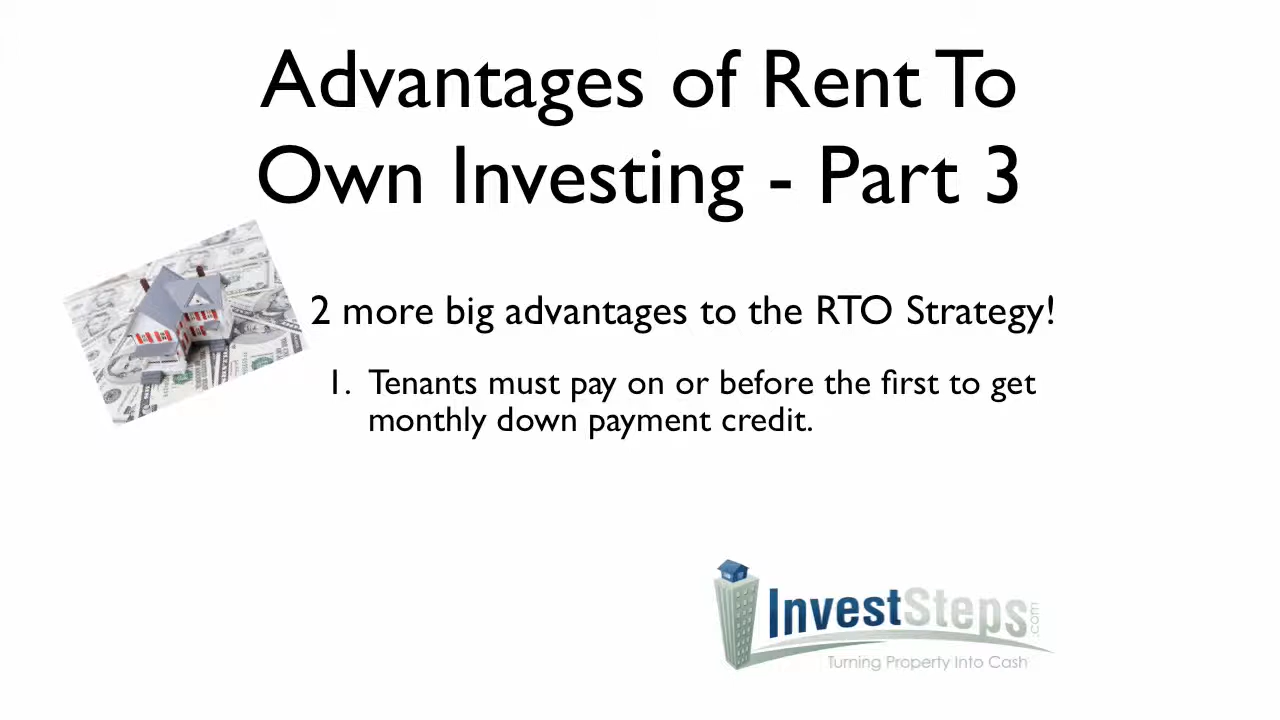 Advantages of Rent To
Own Investing - Part 3
2 more big advantages to the RTO Strategy!
1. Tenants must pay on or before the first to get
monthly down payment credit.
InvestSteps.com
Turning Property Into Cash